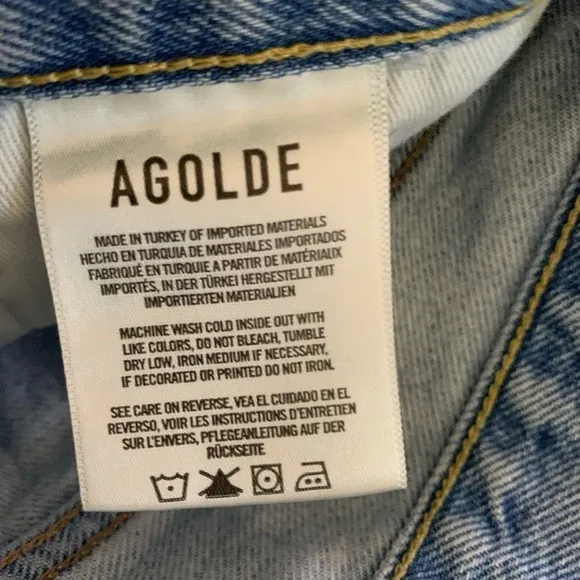 AGOLDE
MADE IN TURKEY OF IMPORTED MATERIALS
HECHO EN TURQUIA DE MATERIALES IMPORTADOS
FABRIQUÉ EN TURQUIE A PARTIR DE MATÉRIAUX
IMPORTÉS, IN DER TÜRKEI HERGESTELLT MIT
IMPORTIERTEN MATERIALIEN
MACHINE WASH COLD INSIDE OUT WITH
LIKE COLORS, DO NOT BLEACH, TUMBLE
DRY LOW, IRON MEDIUM IF NECESSARY,
IF DECORATED OR PRINTED DO NOT IRON.
SEE CARE ON REVERSE, VEA EL CUIDADO EN EL
REVERSO, VOIR LES INSTRUCTIONS D'ENTRETIEN
SUR L'ENVERS, PFLEGEANLEITUNG AUF DER
RÜCKSEITE